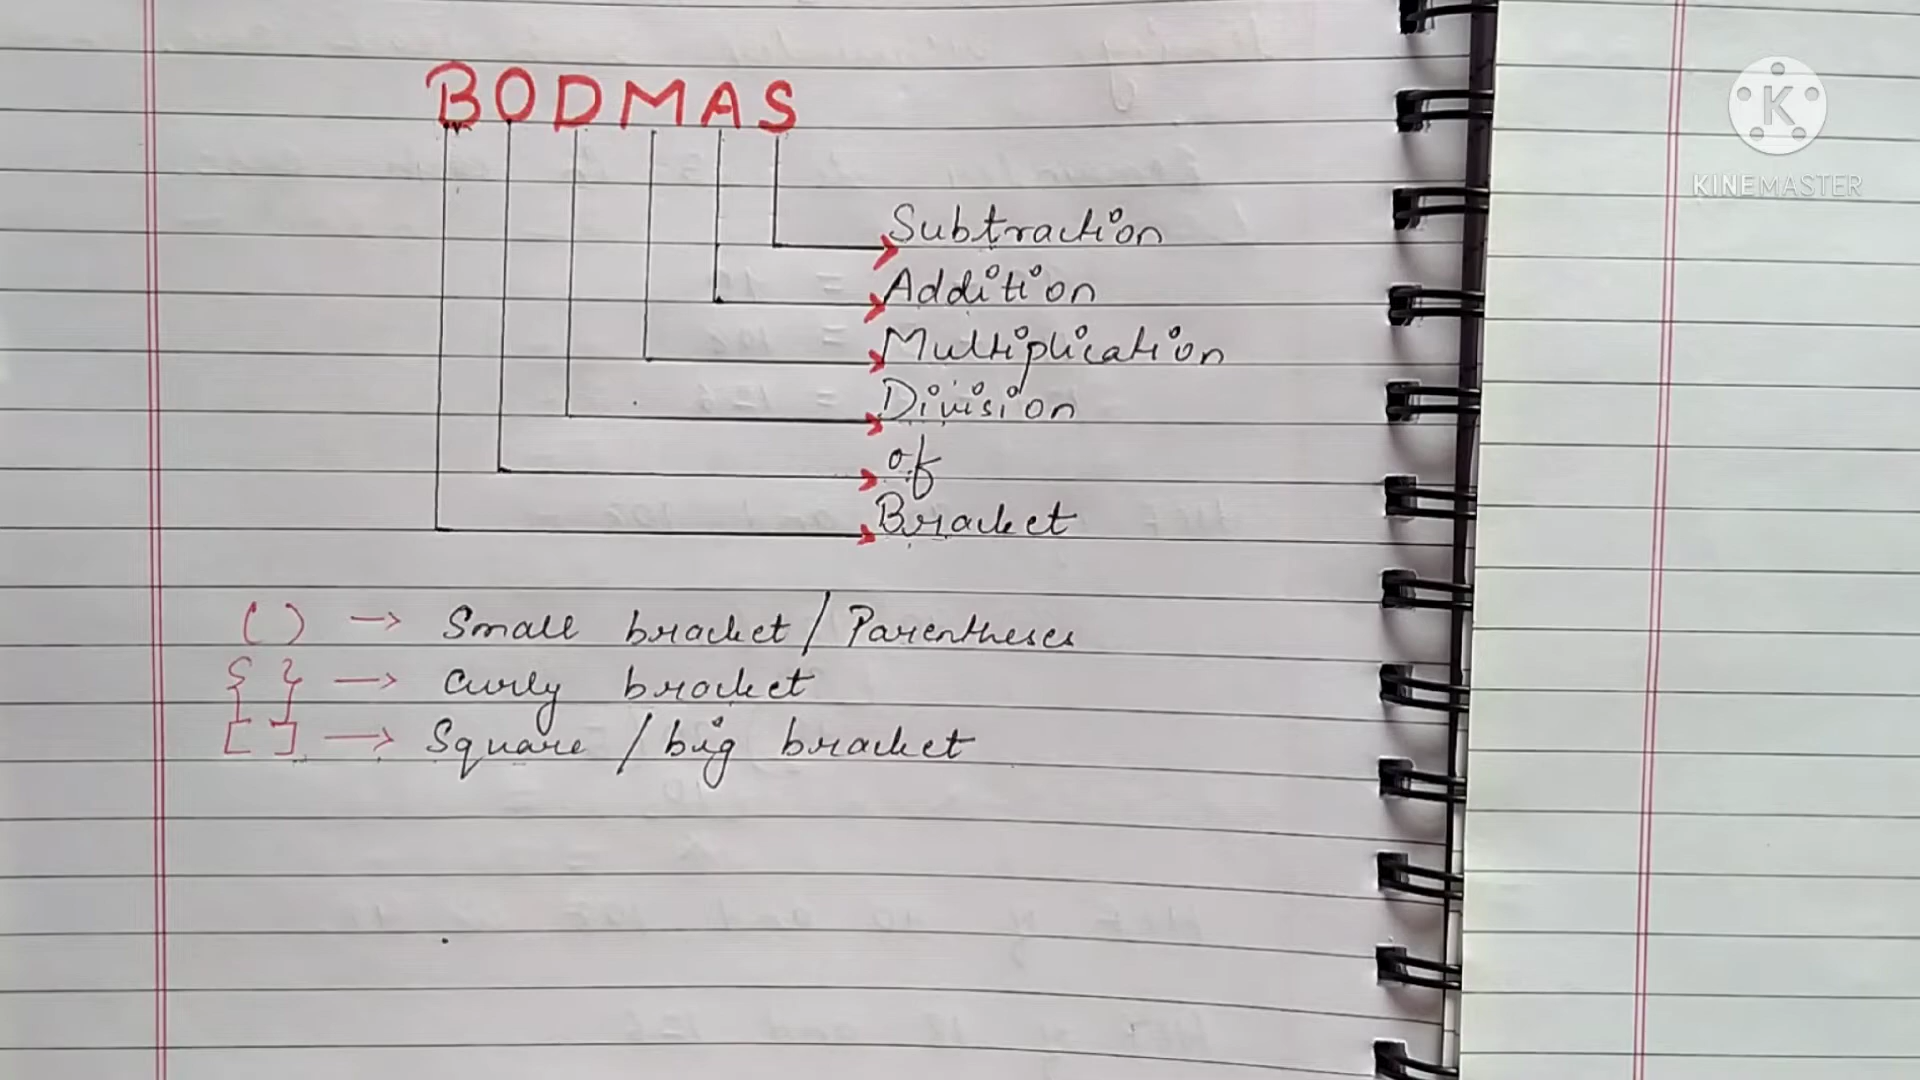 BODMAS
Subtraction
Addition
Multiplication
Division
of
Bracket
( ) → Small bracket / Parentheses
{ } → curly bracket
[ ] → Square / big bracket
K
KINEMASTER